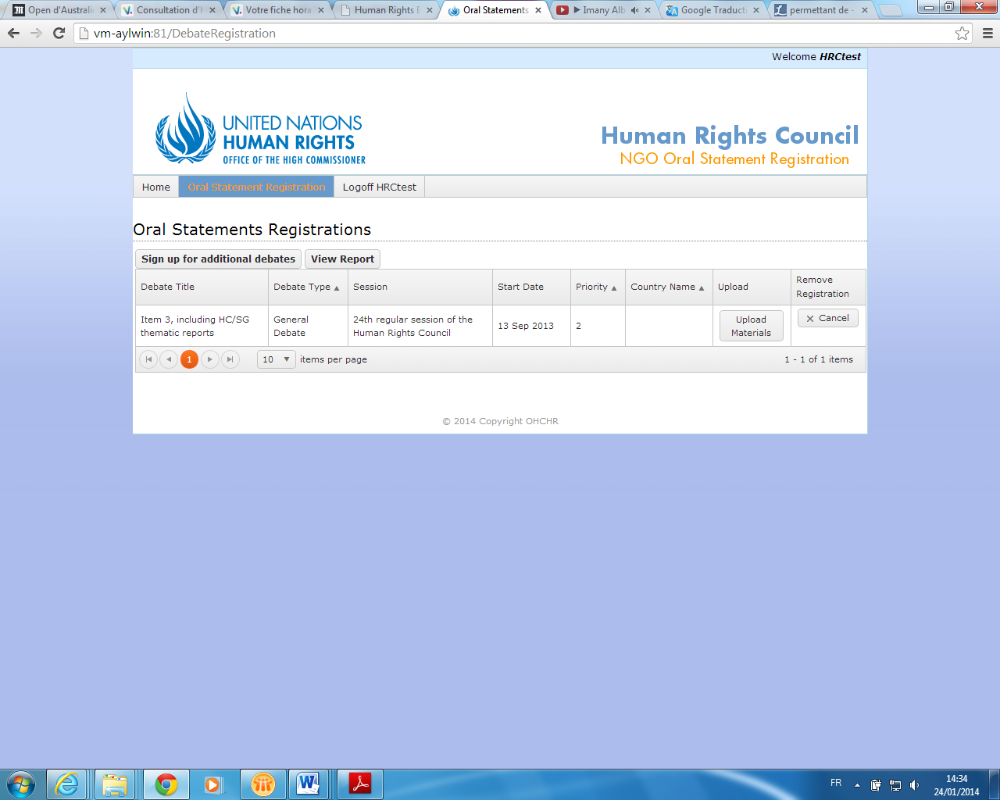 Open d'Australi
Consultation d'H
Votre fiche hora
Human Rights E
Oral Statements
Imany Alb
Google Traducti
permettant de -
vm-aylwin:81/DebateRegistration
Welcome HRCtest
UNITED NATIONS
HUMAN RIGHTS
OFFICE OF THE HIGH COMMISSIONER
Human Rights Council
NGO Oral Statement Registration
Home
Oral Statement Registration
Logoff HRCtest
Oral Statements Registrations
Sign up for additional debates
View Report
Debate Title
Debate Type
Session
Start Date
Priority
Country Name
Upload
Remove
Registration
Item 3, including HC/SG
thematic reports
General
Debate
24th regular session of the
Human Rights Council
13 Sep 2013
2
Upload
Materials
Cancel
1
10
items per page
1 - 1 of 1 items
© 2014 Copyright OHCHR
FR
14:34
24/01/2014